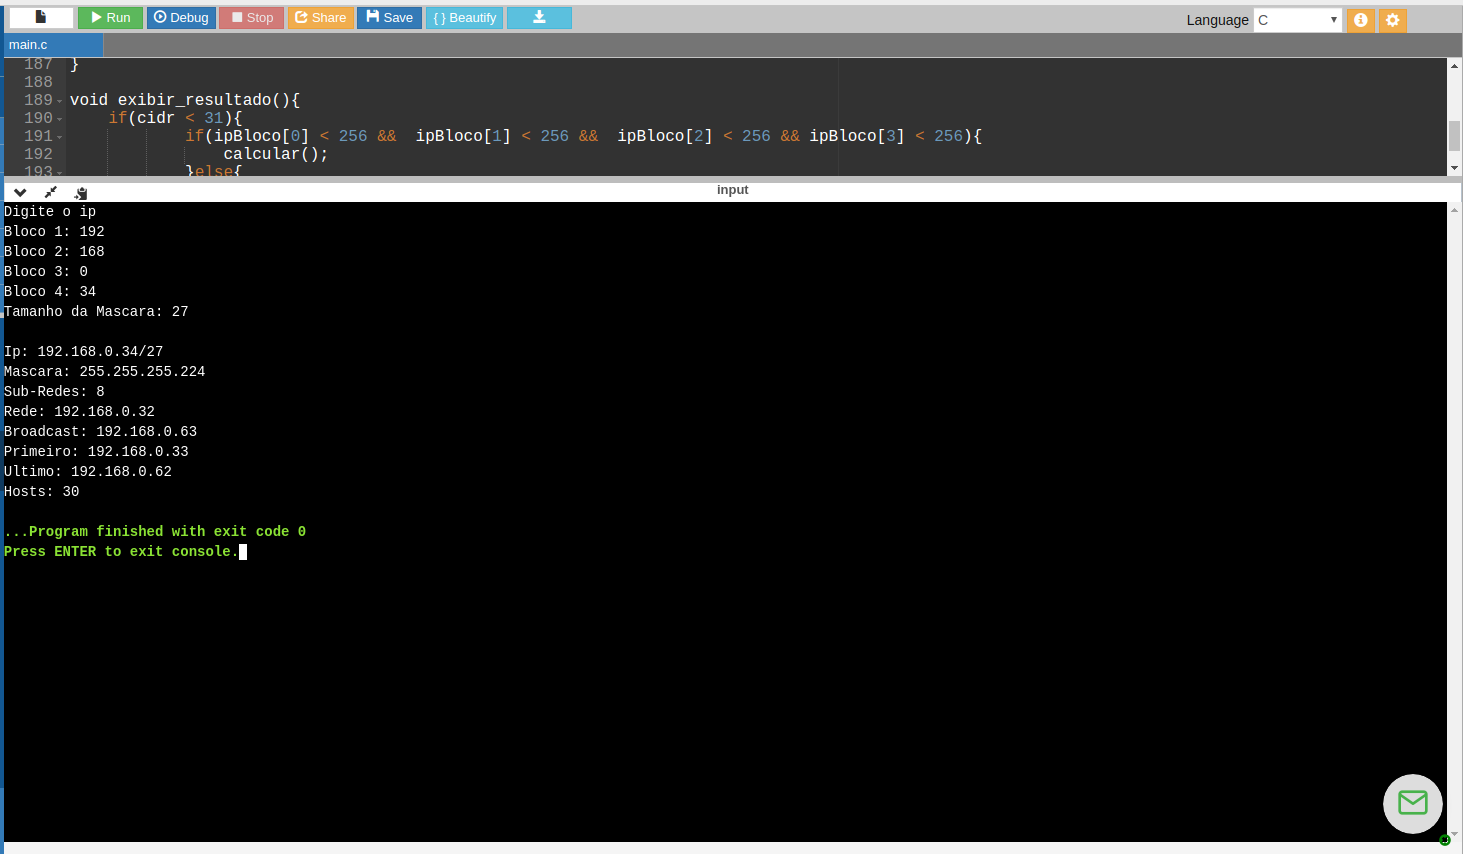 Run Debug Stop Share Save { } Beautify Language C
main.c
187 }
188
189 void exibir_resultado(){
190 if(cidr < 31){
191 if(ipBloco[0] < 256 && ipBloco[1] < 256 && ipBloco[2] < 256 && ipBloco[3] < 256){
192 calcular();
193 }else{
input
Digite o ip
Bloco 1: 192
Bloco 2: 168
Bloco 3: 0
Bloco 4: 34
Tamanho da Mascara: 27
Ip: 192.168.0.34/27
Mascara: 255.255.255.224
Sub-Redes: 8
Rede: 192.168.0.32
Broadcast: 192.168.0.63
Primeiro: 192.168.0.33
Ultimo: 192.168.0.62
Hosts: 30
...Program finished with exit code 0
Press ENTER to exit console.